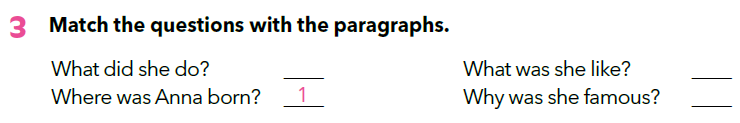 3 Match the questions with the paragraphs.
What did she do? ____ What was she like? ____
Where was Anna born? 1 Why was she famous? ____